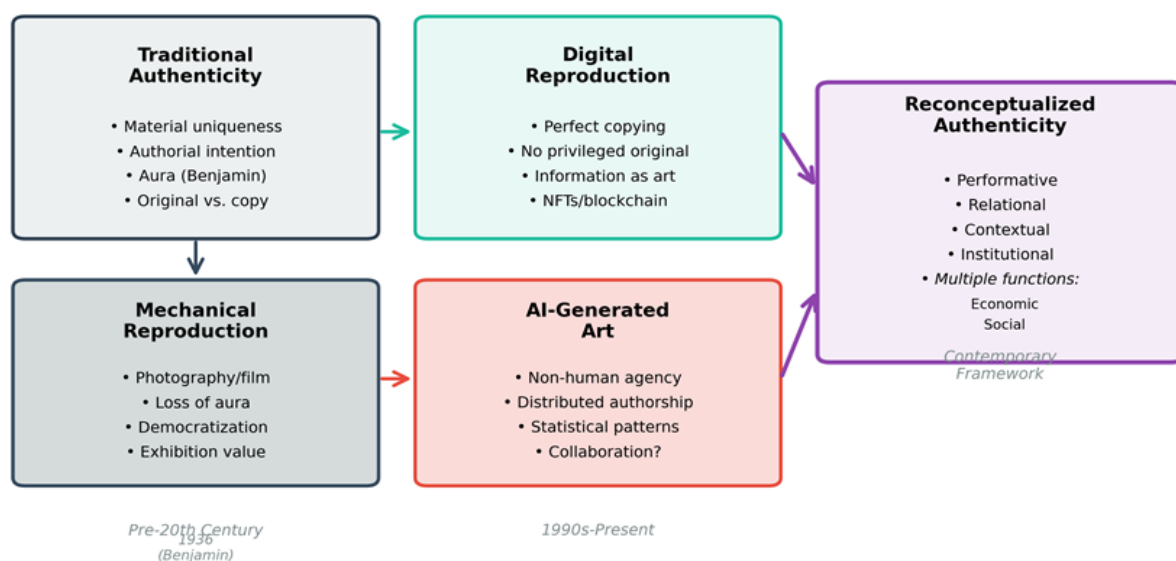 Traditional
Authenticity
• Material uniqueness
• Authorial intention
• Aura (Benjamin)
• Original vs. copy
Digital
Reproduction
• Perfect copying
• No privileged original
• Information as art
• NFTs/blockchain
Reconceptualized
Authenticity
• Performative
• Relational
• Contextual
• Institutional
• Multiple functions:
Economic
Social
Contemporary
Framework
Mechanical
Reproduction
• Photography/film
• Loss of aura
• Democratization
• Exhibition value
AI-Generated
Art
• Non-human agency
• Distributed authorship
• Statistical patterns
• Collaboration?
Pre-20th Century
1936
(Benjamin)
1990s-Present